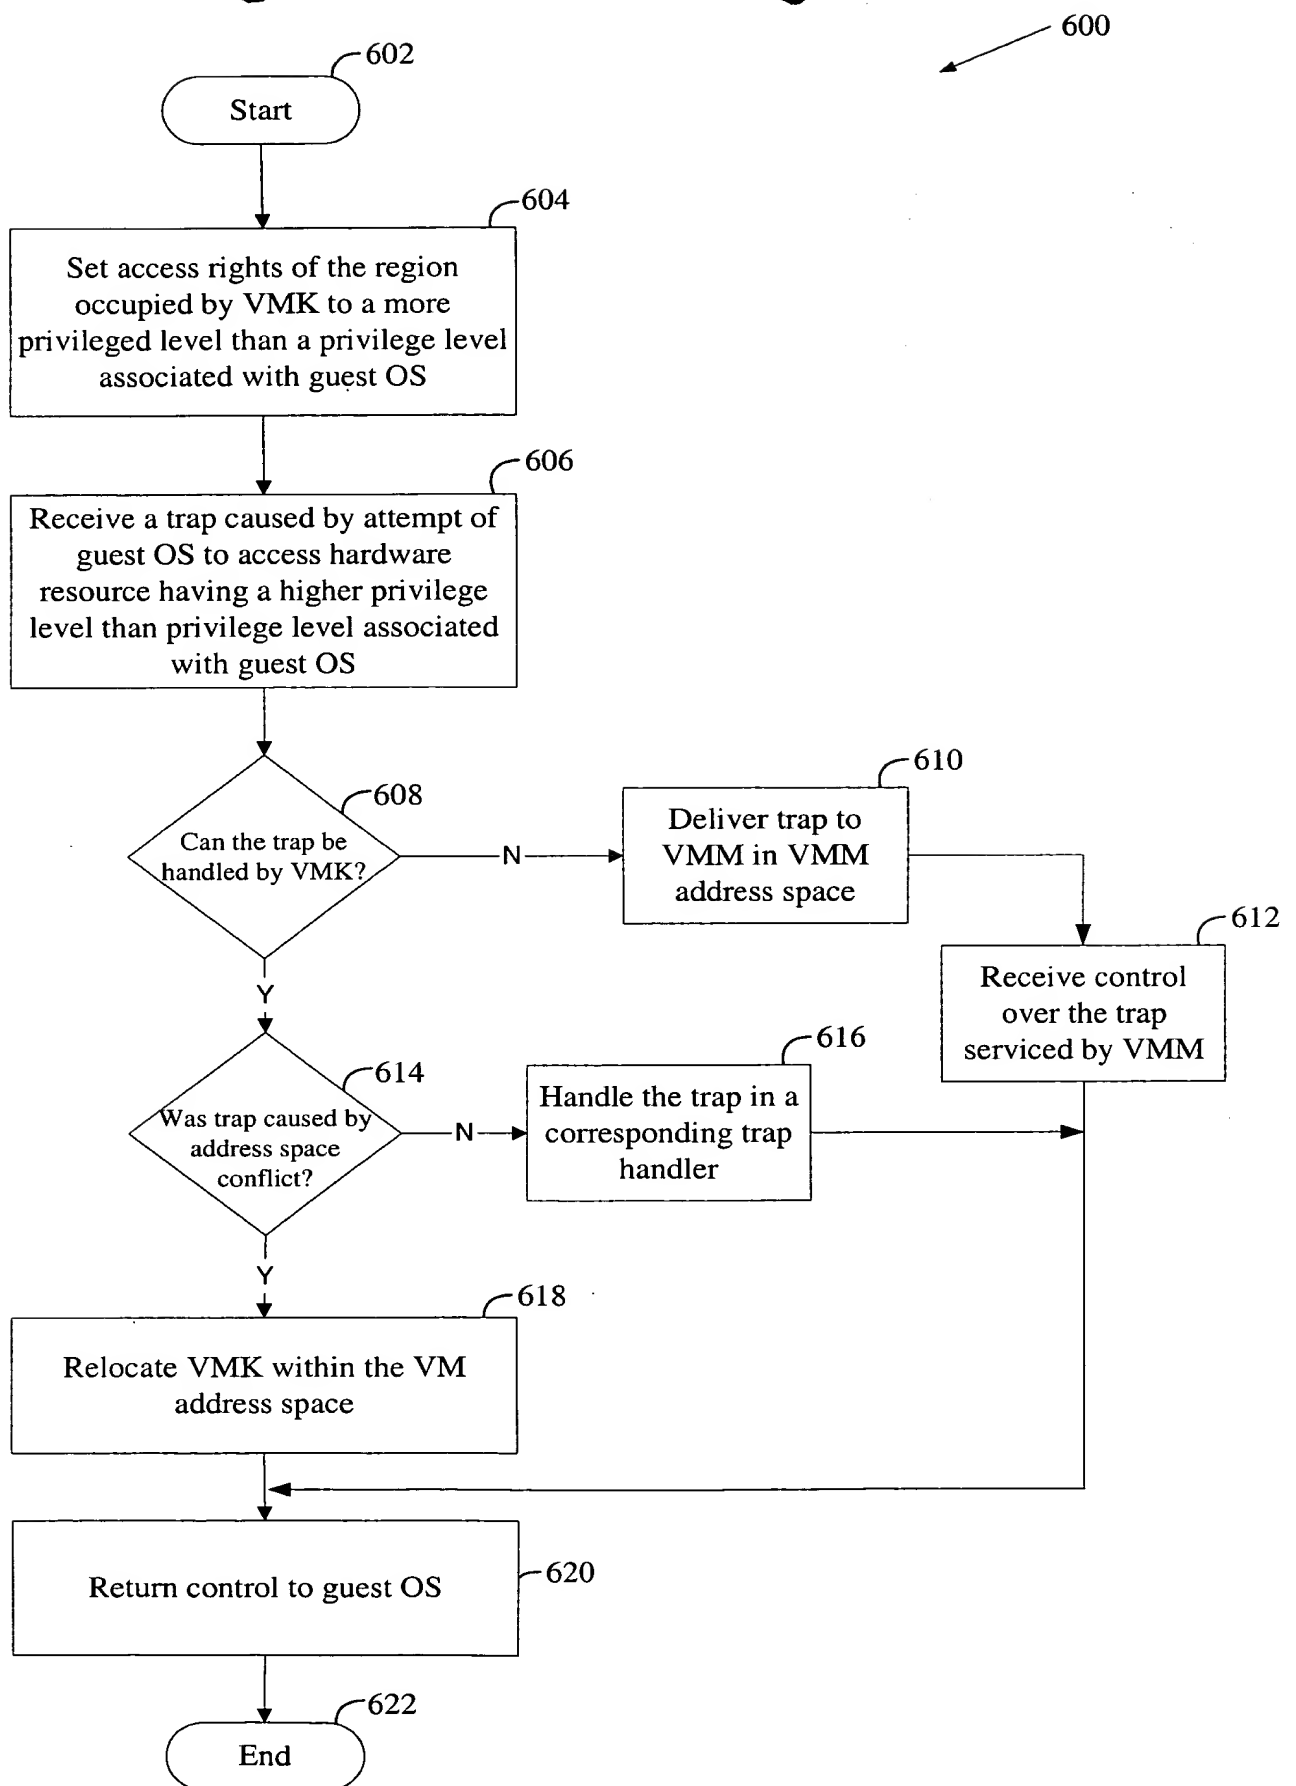 600
602
Start
604
Set access rights of the region
occupied by VMK to a more
privileged level than a privilege level
associated with guest OS
606
Receive a trap caused by attempt of
guest OS to access hardware
resource having a higher privilege
level than privilege level associated
with guest OS
608
Can the trap be
handled by VMK?
N
610
Deliver trap to
VMM in VMM
address space
612
Receive control
over the trap
serviced by VMM
Y
614
Was trap caused by
address space
conflict?
N
616
Handle the trap in a
corresponding trap
handler
Y
618
Relocate VMK within the VM
address space
620
Return control to guest OS
622
End